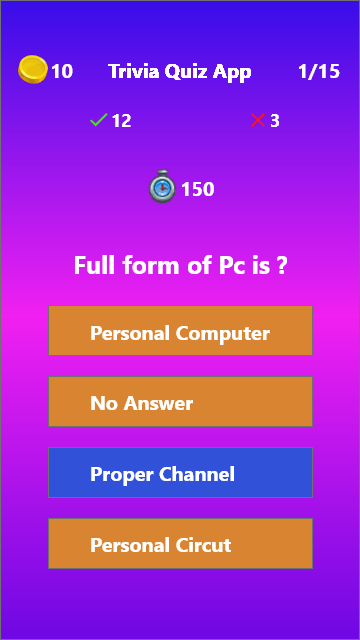 10 Trivia Quiz App 1/15
12 3
150
Full form of Pc is ?
Personal Computer
No Answer
Proper Channel
Personal Circut